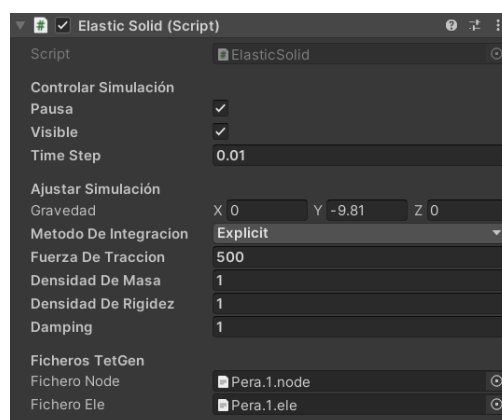 Elastic Solid (Script)
Script ElasticSolid
Controlar Simulación
Pausa
Visible
Time Step 0.01
Ajustar Simulación
Gravedad X 0 Y -9.81 Z 0
Metodo De Integracion Explicit
Fuerza De Traccion 500
Densidad De Masa 1
Densidad De Rigidez 1
Damping 1
Ficheros TetGen
Fichero Node Pera.1.node
Fichero Ele Pera.1.ele